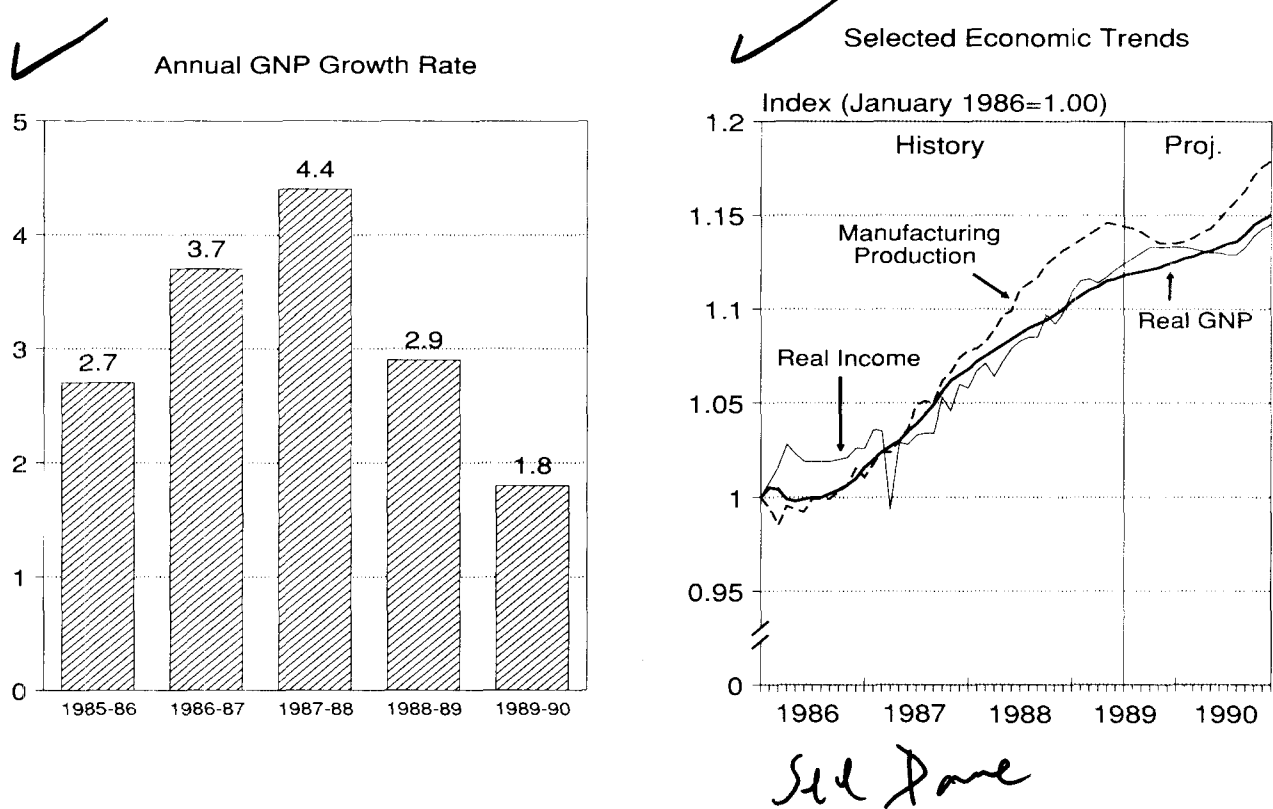 Annual GNP Growth Rate
5
4
3
2
1
0
2.7
3.7
4.4
2.9
1.8
1985-86 1986-87 1987-88 1988-89 1989-90
Selected Economic Trends
Index (January 1986=1.00)
1.2
1.15
1.1
1.05
1
0.95
0
History Proj.
Manufacturing
Production
Real GNP
Real Income
1986 1987 1988 1989 1990
See Dave